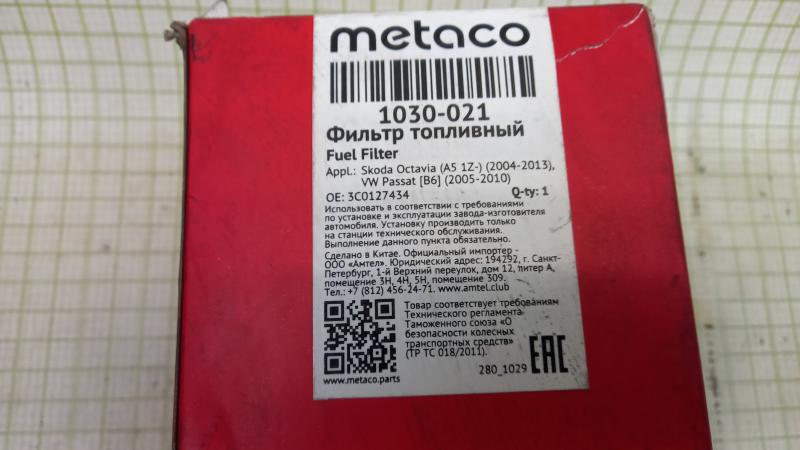 metaco
1030-021
Фильтр топливный
Fuel Filter
Appl.: Skoda Octavia (A5 1Z-) (2004-2013),
VW Passat [B6] (2005-2010)
OE: 3C0127434
Q-ty: 1
Использовать в соответствии с требованиями
по установке и эксплуатации завода-изготовителя
автомобиля. Установку производить только
на станции технического обслуживания.
Выполнение данного пункта обязательно.
Сделано в Китае. Официальный импортер -
ООО «Амтел». Юридический адрес: 194292, г. Санкт-
Петербург, 1-й Верхний переулок, дом 12, литер А,
помещение 3Н, 4Н, 5Н, помещение 309.
Тел.: +7 (812) 456-24-71. www.amtel.club
Товар соответствует требованиям
Технического регламента
Таможенного союза «О
безопасности колесных
транспортных средств»
(ТР ТС 018/2011).
www.metaco.parts
280_1029
EAC